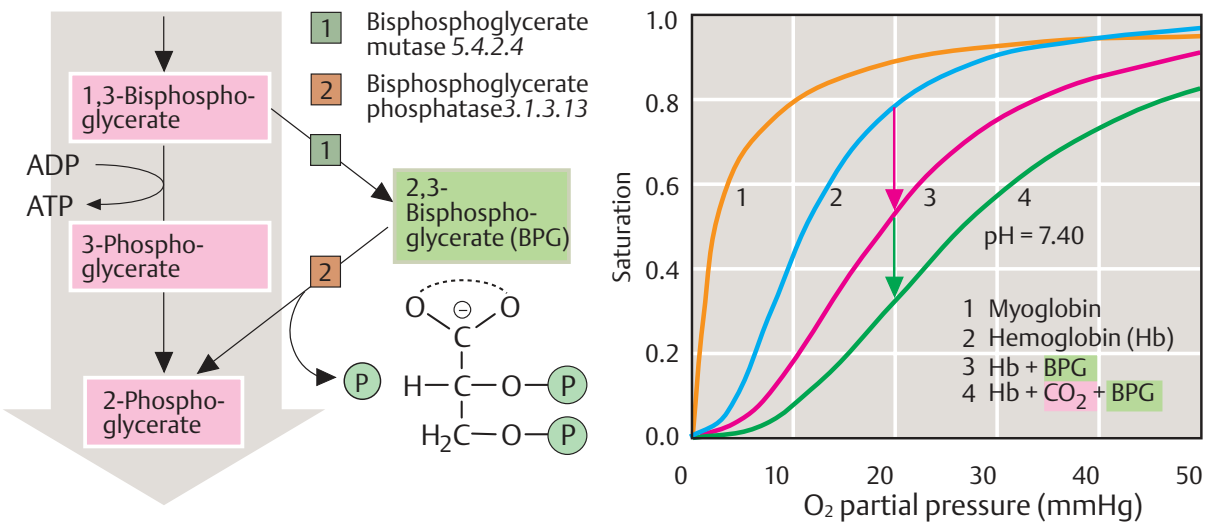 1 Bisphosphoglycerate
mutase 5.4.2.4
2 Bisphosphoglycerate
phosphatase3.1.3.13
1,3-Bisphospho-
glycerate
ADP
ATP
1
3-Phospho-
glycerate
2,3-
Bisphospho-
glycerate (BPG)
2
P
2-Phospho-
glycerate
O O
–
C
H–C–O–P
H2C–O–P
Saturation
1.0
0.8
0.6
0.4
0.2
0.0
1 2 3 4
pH = 7.40
1 Myoglobin
2 Hemoglobin (Hb)
3 Hb + BPG
4 Hb + CO2 + BPG
0 10 20 30 40 50
O2 partial pressure (mmHg)